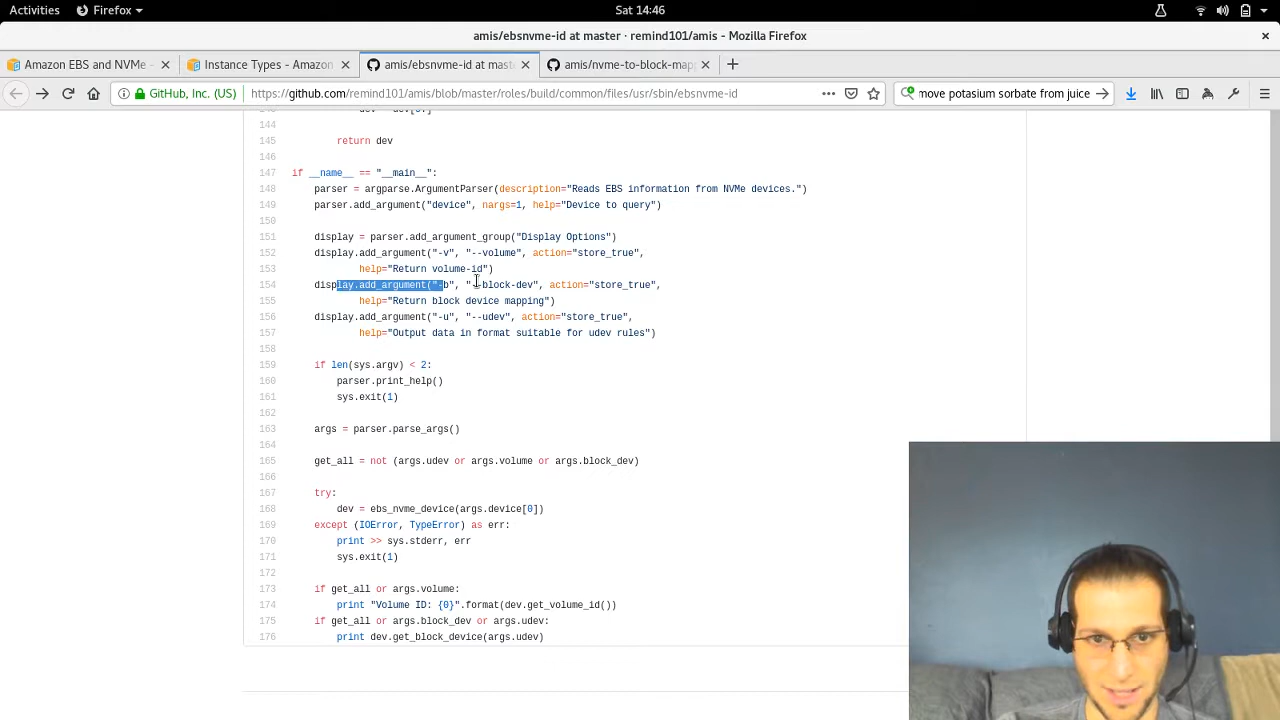 Activities Firefox Sat 14:46
amis/ebsnvme-id at master · remind101/amis - Mozilla Firefox
Amazon EBS and NVMe - Instance Types - Amazon amis/ebsnvme-id at mast amis/nvme-to-block-mapp
GitHub, Inc. (US) https://github.com/remind101/amis/blob/master/roles/build/common/files/usr/sbin/ebsnvme-id move potasium sorbate from juice
144
145 return dev
146
147 if __name__ == "__main__":
148 parser = argparse.ArgumentParser(description="Reads EBS information from NVMe devices.")
149 parser.add_argument("device", nargs=1, help="Device to query")
150
151 display = parser.add_argument_group("Display Options")
152 display.add_argument("-v", "--volume", action="store_true",
153 help="Return volume-id")
154 display.add_argument("-b", "--block-dev", action="store_true",
155 help="Return block device mapping")
156 display.add_argument("-u", "--udev", action="store_true",
157 help="Output data in format suitable for udev rules")
158
159 if len(sys.argv) < 2:
160 parser.print_help()
161 sys.exit(1)
162
163 args = parser.parse_args()
164
165 get_all = not (args.udev or args.volume or args.block_dev)
166
167 try:
168 dev = ebs_nvme_device(args.device[0])
169 except (IOError, TypeError) as err:
170 print >> sys.stderr, err
171 sys.exit(1)
172
173 if get_all or args.volume:
174 print "Volume ID: {0}".format(dev.get_volume_id())
175 if get_all or args.block_dev or args.udev:
176 print dev.get_block_device(args.udev)